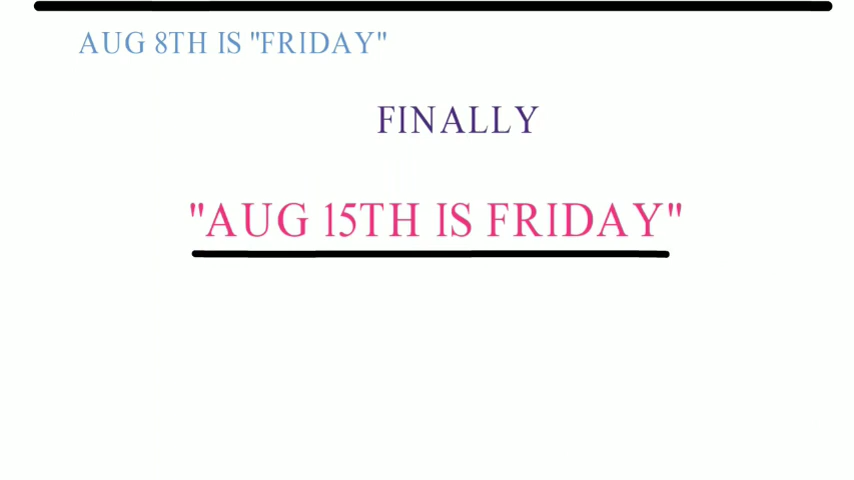 AUG 8TH IS "FRIDAY"
FINALLY
"AUG 15TH IS FRIDAY"